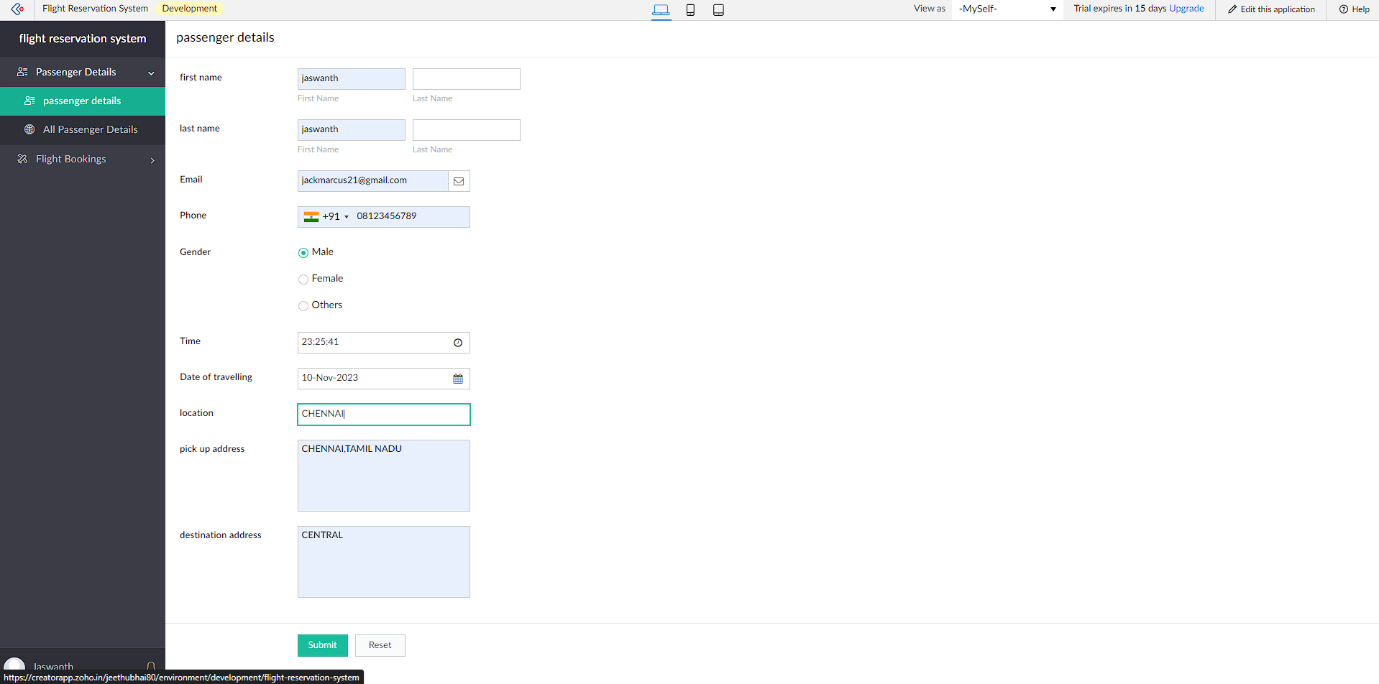 Flight Reservation System Development View as -MySelf- Trial expires in 15 days Upgrade Edit this application Help
flight reservation system
Passenger Details
passenger details
All Passenger Details
Flight Bookings
Jaswanth
passenger details
first name jaswanth
First Name Last Name
last name jaswanth
First Name Last Name
Email jackmarcus21@gmail.com
Phone +91 08123456789
Gender Male
Female
Others
Time 23:25:41
Date of travelling 10-Nov-2023
location CHENNAI
pick up address CHENNAI,TAMIL NADU
destination address CENTRAL
Submit Reset
https://creatorapp.zoho.in/jeethubhai80/environment/development/flight-reservation-system